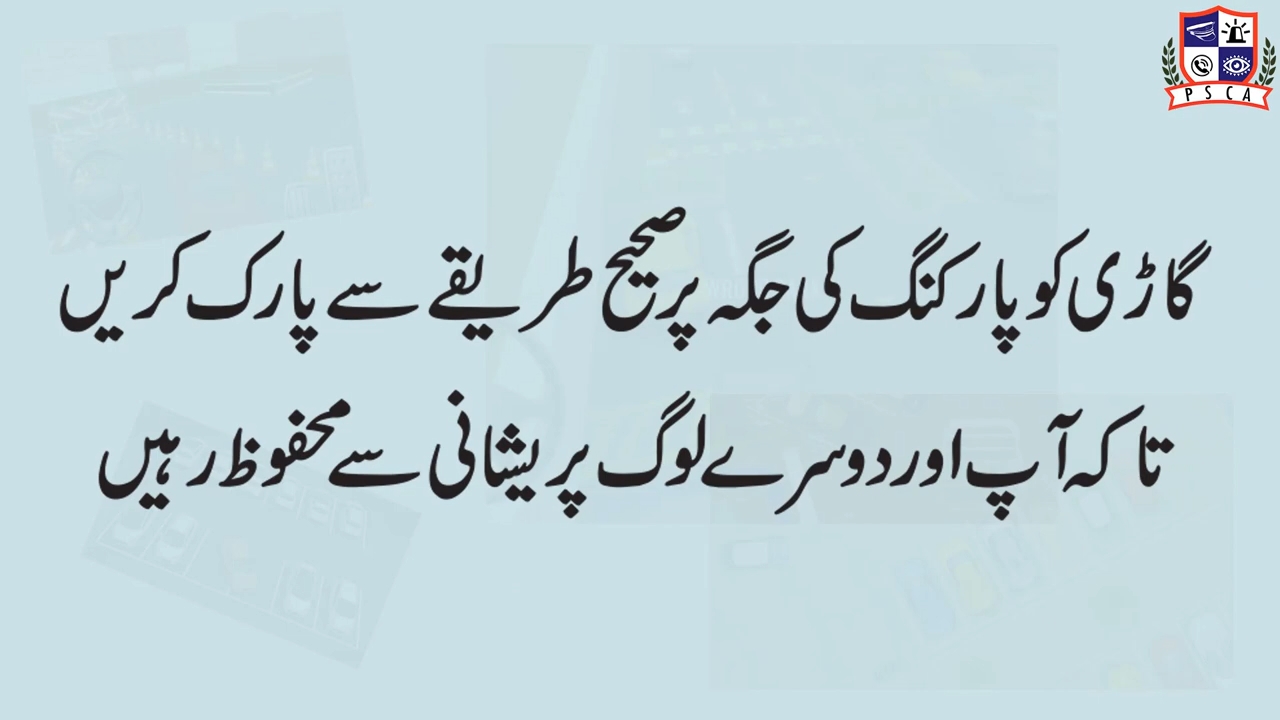 PSCA
گاڑی کو پارکنگ کی جگہ پر صحیح طریقے سے پارک کریں
تاکہ آپ اور دوسرے لوگ پریشانی سے محفوظ رہیں